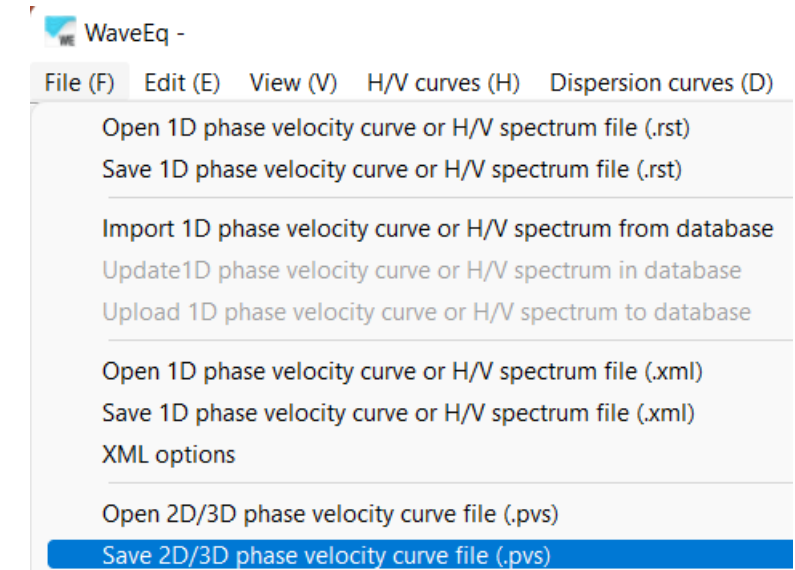 WE WaveEq -
File (F) Edit (E) View (V) H/V curves (H) Dispersion curves (D)
Open 1D phase velocity curve or H/V spectrum file (.rst)
Save 1D phase velocity curve or H/V spectrum file (.rst)
Import 1D phase velocity curve or H/V spectrum from database
Update1D phase velocity curve or H/V spectrum in database
Upload 1D phase velocity curve or H/V spectrum to database
Open 1D phase velocity curve or H/V spectrum file (.xml)
Save 1D phase velocity curve or H/V spectrum file (.xml)
XML options
Open 2D/3D phase velocity curve file (.pvs)
Save 2D/3D phase velocity curve file (.pvs)